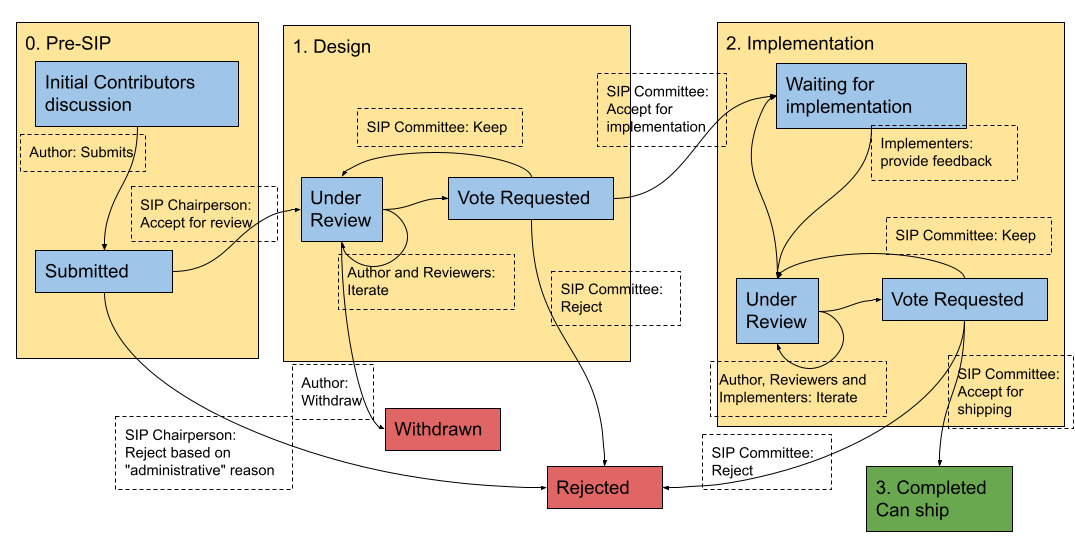 0. Pre-SIP
Initial Contributors
discussion
Author: Submits
SIP Chairperson:
Accept for review
Submitted
SIP Chairperson:
Reject based on
"administrative" reason
1. Design
SIP Committee: Keep
Under
Review
Vote Requested
Author and Reviewers:
Iterate
SIP Committee:
Reject
SIP Committee:
Accept for
implementation
Author:
Withdraw
Withdrawn
Rejected
2. Implementation
Waiting for
implementation
Implementers:
provide feedback
SIP Committee: Keep
Under
Review
Vote Requested
Author, Reviewers and
Implementers: Iterate
SIP Committee:
Accept for
shipping
SIP Committee:
Reject
3. Completed
Can ship